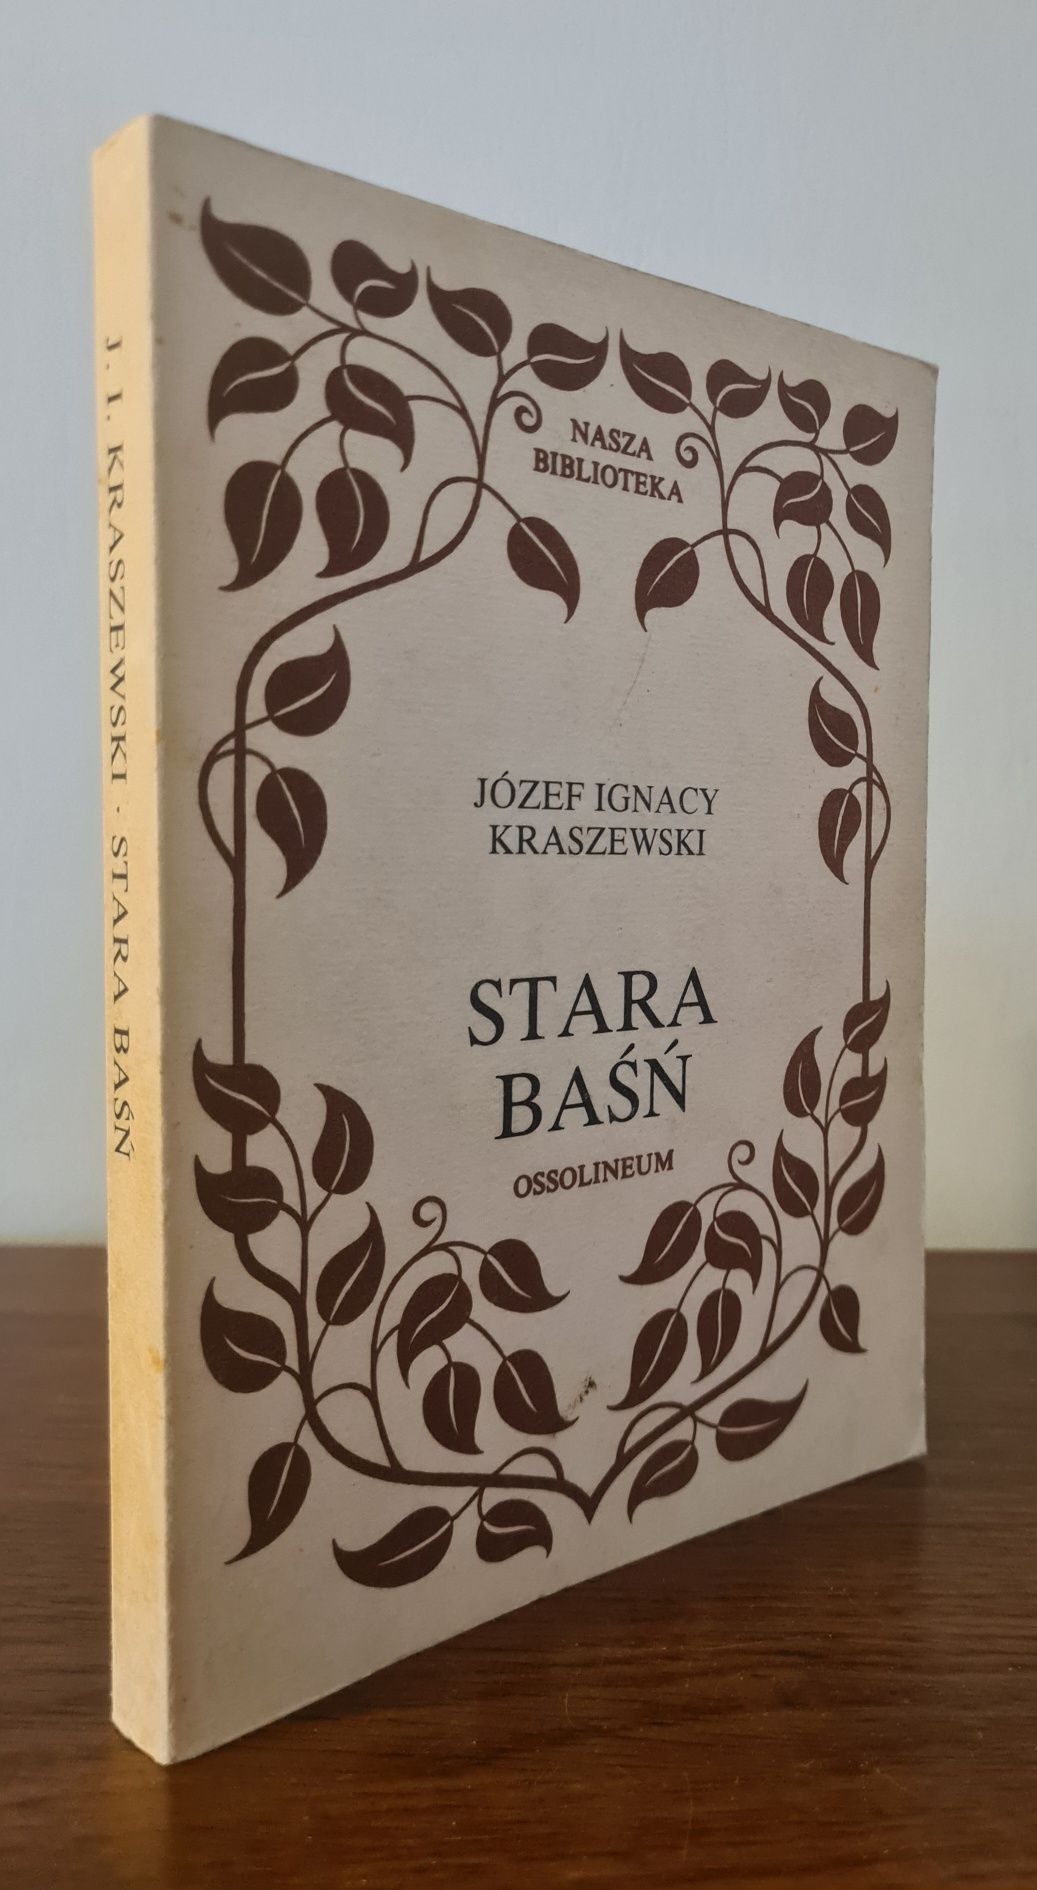 J. I. KRASZEWSKI · STARA BAŚŃ
NASZA
BIBLIOTEKA
JÓZEF IGNACY
KRASZEWSKI
STARA
BAŚŃ
OSSOLINEUM